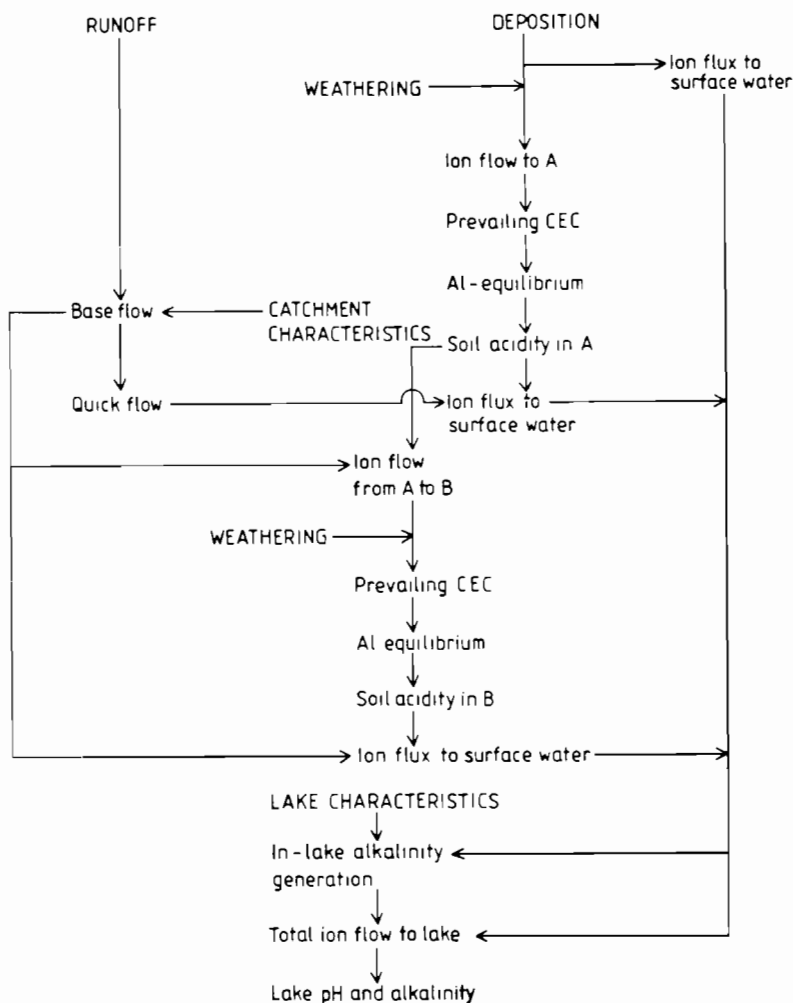 RUNOFF
DEPOSITION
Ion flux to
surface water
WEATHERING
Ion flow to A
Prevailing CEC
Al-equilibrium
Base flow
CATCHMENT
CHARACTERISTICS
Soil acidity in A
Quick flow
Ion flux to
surface water
Ion flow
from A to B
WEATHERING
Prevailing CEC
Al equilibrium
Soil acidity in B
Ion flux to surface water
LAKE CHARACTERISTICS
In-lake alkalinity
generation
Total ion flow to lake
Lake pH and alkalinity